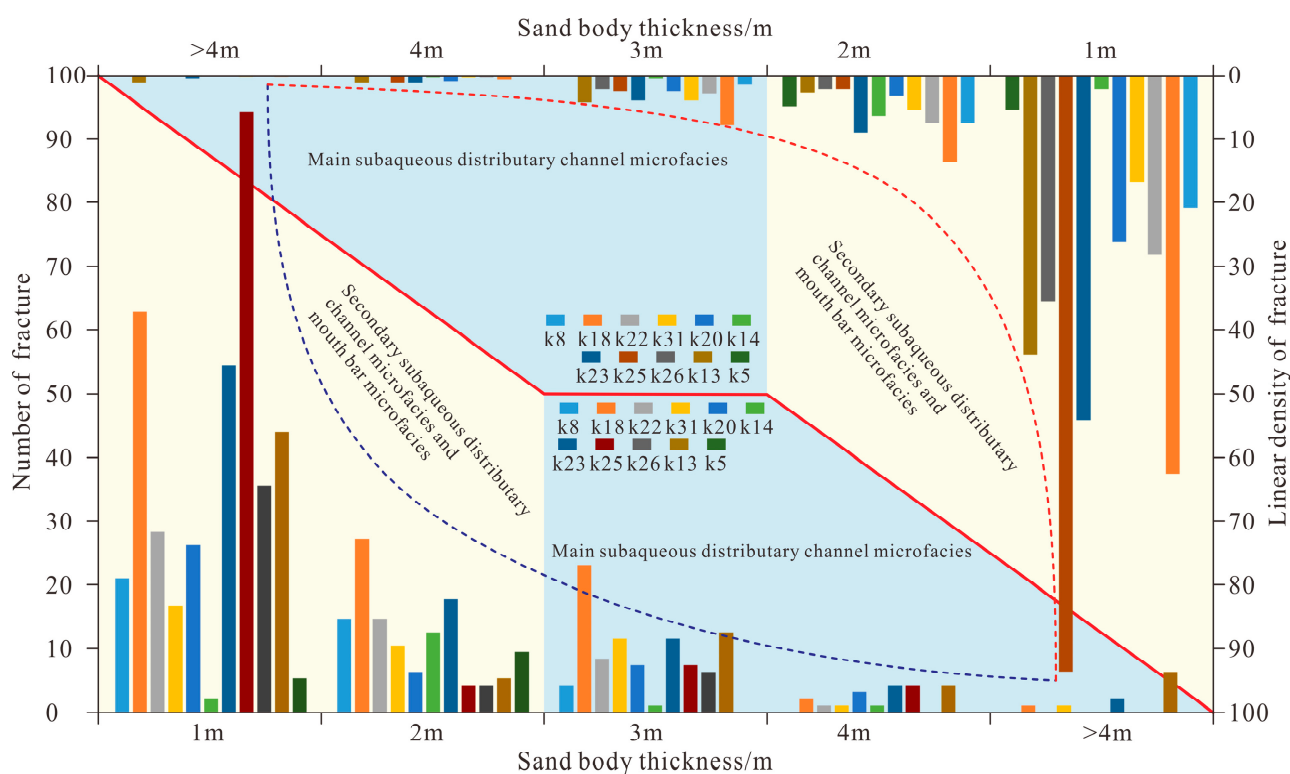 Sand body thickness/m
>4m 4m 3m 2m 1m
100 0
90 10
80 20
70 30
60 40
50 50
40 60
30 70
20 80
10 90
0 100
Number of fracture
Linear density of fracture
Main subaqueous distributary channel microfacies
Secondary subaqueous distributary
channel microfacies and
mouth bar microfacies
Secondary subaqueous distributary
channel microfacies and
mouth bar microfacies
k8 k18 k22 k31 k20 k14
k23 k25 k26 k13 k5
k8 k18 k22 k31 k20 k14
k23 k25 k26 k13 k5
Main subaqueous distributary channel microfacies
1m 2m 3m 4m >4m
Sand body thickness/m